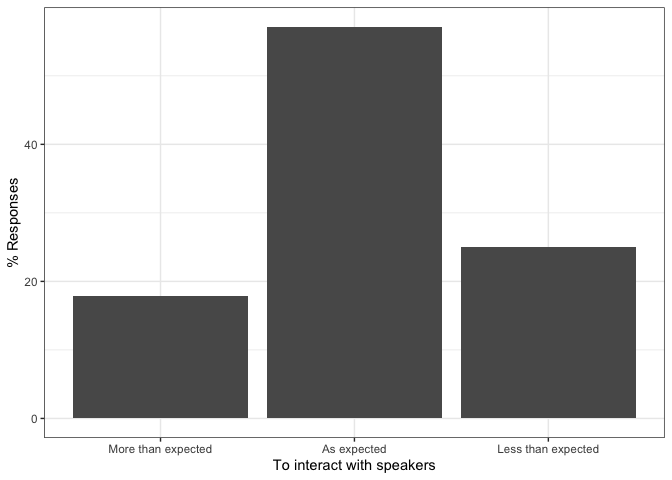 % Responses
40
20
0
More than expected As expected Less than expected
To interact with speakers